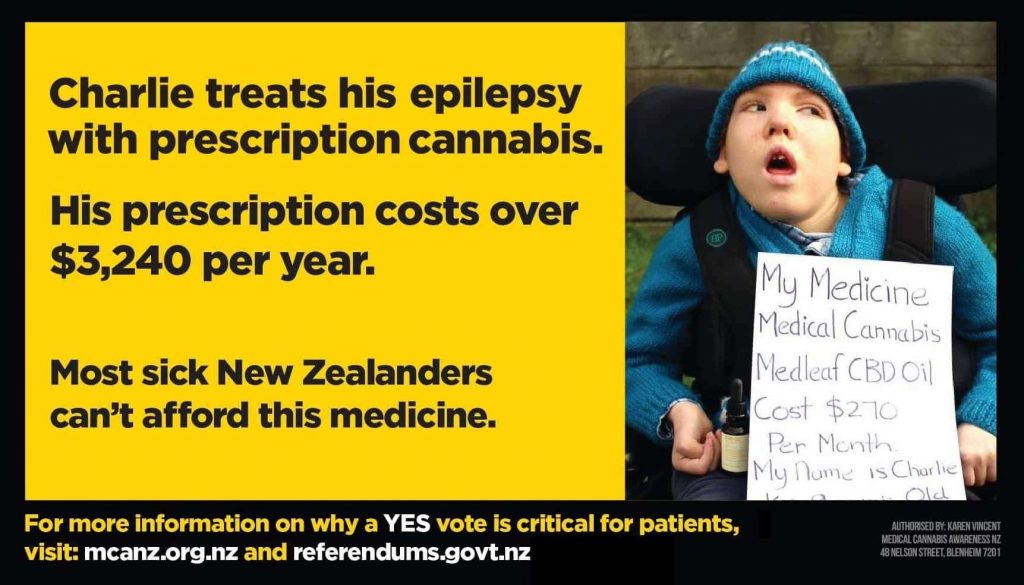 Charlie treats his epilepsy
with prescription cannabis.
His prescription costs over
$3,240 per year.
Most sick New Zealanders
can't afford this medicine.
BP
My Medicine
Medical Cannabis
Medleaf CBD Oil
Cost $270
Per Month.
My Name is Charlie
Old
For more information on why a YES vote is critical for patients,
visit: mcanz.org.nz and referendums.govt.nz
AUTHORISED BY: KAREN VINCENT
MEDICAL CANNABIS AWARENESS NZ
48 NELSON STREET, BLENHEIM 7201